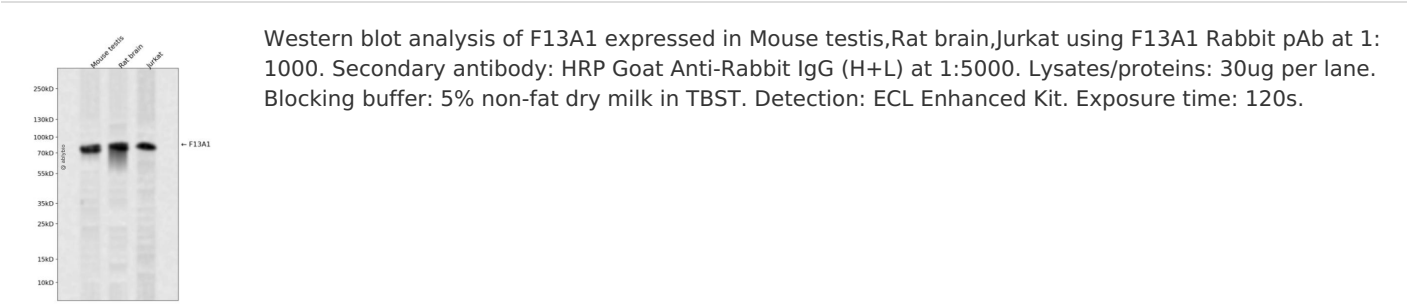 Mouse testis
Rat brain
Jurkat
Western blot analysis of F13A1 expressed in Mouse testis,Rat brain,Jurkat using F13A1 Rabbit pAb at 1:
1000. Secondary antibody: HRP Goat Anti-Rabbit IgG (H+L) at 1:5000. Lysates/proteins: 30ug per lane.
Blocking buffer: 5% non-fat dry milk in TBST. Detection: ECL Enhanced Kit. Exposure time: 120s.
250kD
130kD
100kD
70kD
55kD
35kD
25kD
15kD
10kD
← F13A1